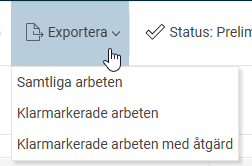 Exportera
Status: Prelim
Samtliga arbeten
Klarmarkerade arbeten
Klarmarkerade arbeten med åtgärd